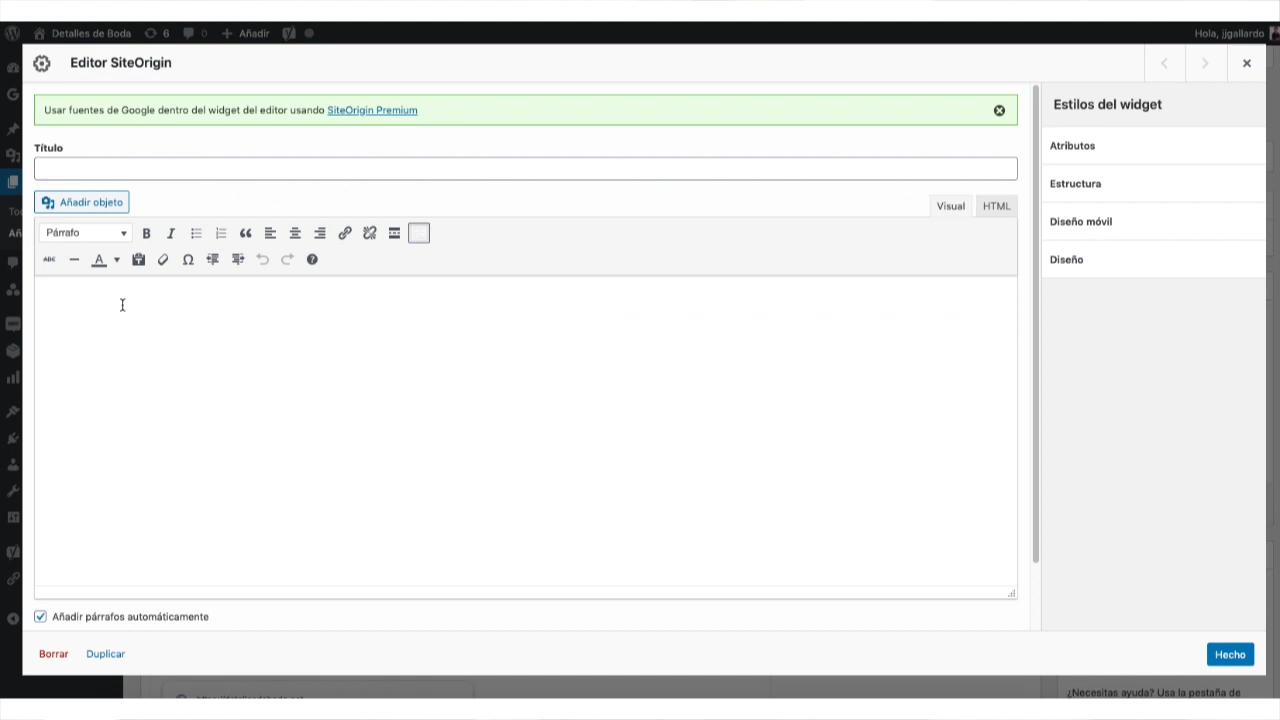 Detalles de Boda 6 0 Añadir Hola, jjgallardo
Editor SiteOrigin
Usar fuentes de Google dentro del widget del editor usando SiteOrigin Premium
Estilos del widget
Título
Atributos
Estructura
Añadir objeto
Visual HTML
Diseño móvil
Párrafo
ABC
Diseño
Añadir párrafos automáticamente
Borrar Duplicar
Hecho
¿Necesitas ayuda? Usa la pestaña de